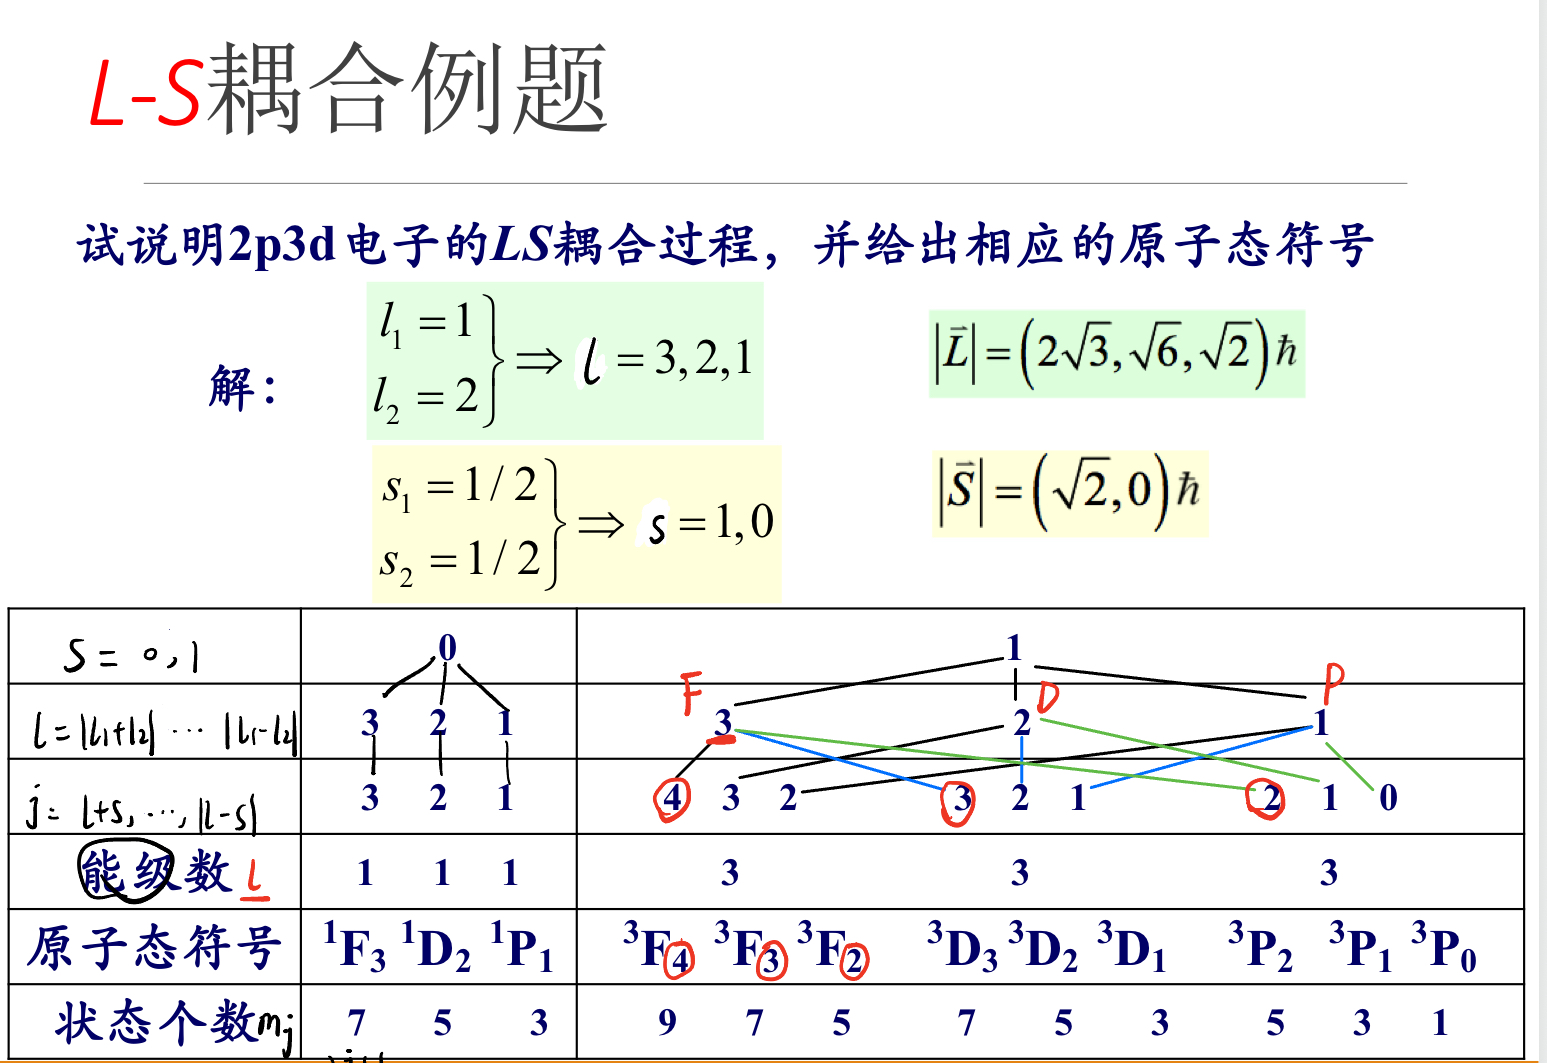 L-S耦合例题
试说明2p3d电子的LS耦合过程，并给出相应的原子态符号
解：
l₁ = 1
l₂ = 2
⇒ l = 3, 2, 1
|L⃗| = (2√3, √6, √2)ħ
s₁ = 1/2
s₂ = 1/2
⇒ s = 1, 0
|S⃗| = (√2, 0)ħ
S = 0, 1 0 1
F D P
l = |l₁+l₂| ⋯ |l₁-l₂| 3 2 1 3 2 1
j = l+s, ⋯, |l-s| 3 2 1 4 3 2 3 2 1 2 1 0
能级数 l 1 1 1 3 3 3
原子态符号 ¹F₃ ¹D₂ ¹P₁ ³F₄ ³F₃ ³F₂ ³D₃ ³D₂ ³D₁ ³P₂ ³P₁ ³P₀
状态个数mj 7 5 3 9 7 5 7 5 3 5 3 1